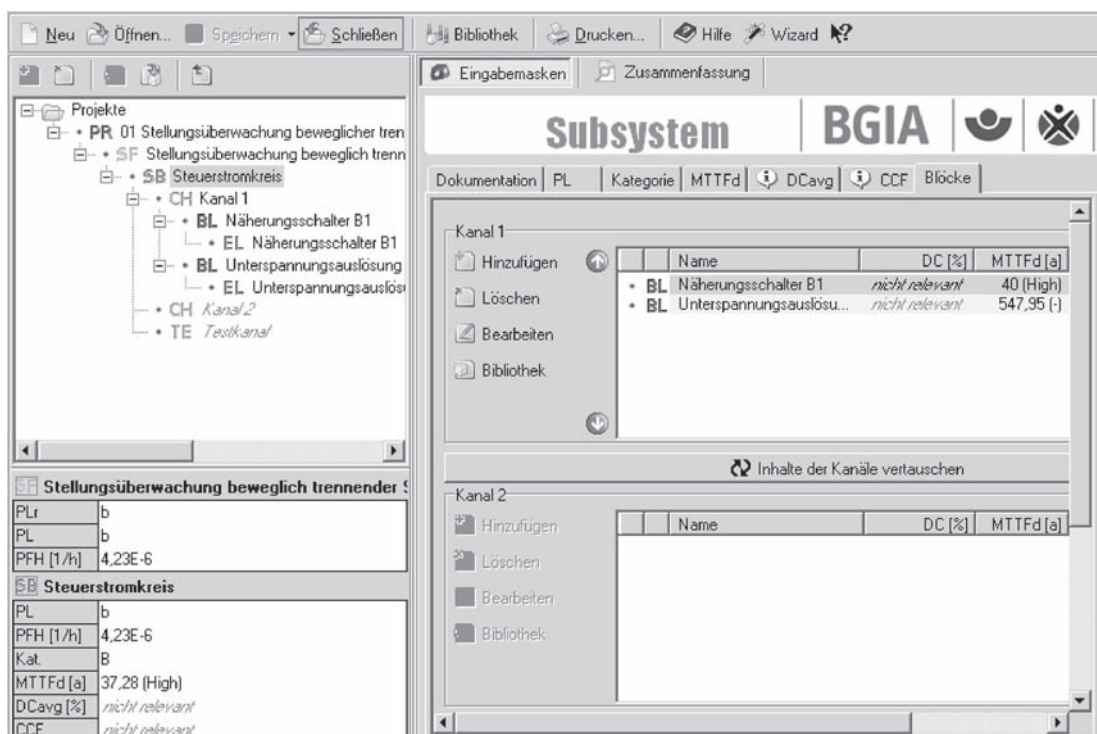 Neu Öffnen... Speichern Schließen Bibliothek Drucken... Hilfe Wizard
Eingabemasken Zusammenfassung
Projekte
PR 01 Stellungsüberwachung beweglicher tren
SF Stellungsüberwachung beweglich trenn
SB Steuerstromkreis
CH Kanal 1
BL Näherungsschalter B1
EL Näherungsschalter B1
BL Unterspannungsauslösung
EL Unterspannungsauslösu
CH Kanal 2
TE Testkanal
SF Stellungsüberwachung beweglich trennender S
PLr b
PL b
PFH [1/h] 4,23E-6
SB Steuerstromkreis
PL b
PFH [1/h] 4,23E-6
Kat. B
MTTFd [a] 37,28 (High)
DCavg [%] nicht relevant
CCF nicht relevant
Subsystem BGIA
Dokumentation PL Kategorie MTTFd DCavg CCF Blöcke
Kanal 1
Hinzufügen
Löschen
Bearbeiten
Bibliothek
Name DC [%] MTTFd [a]
BL Näherungsschalter B1 nicht relevant 40 (High)
BL Unterspannungsauslösu... nicht relevant 547,95 (-)
Inhalte der Kanäle vertauschen
Kanal 2
Hinzufügen
Löschen
Bearbeiten
Bibliothek
Name DC [%] MTTFd [a]